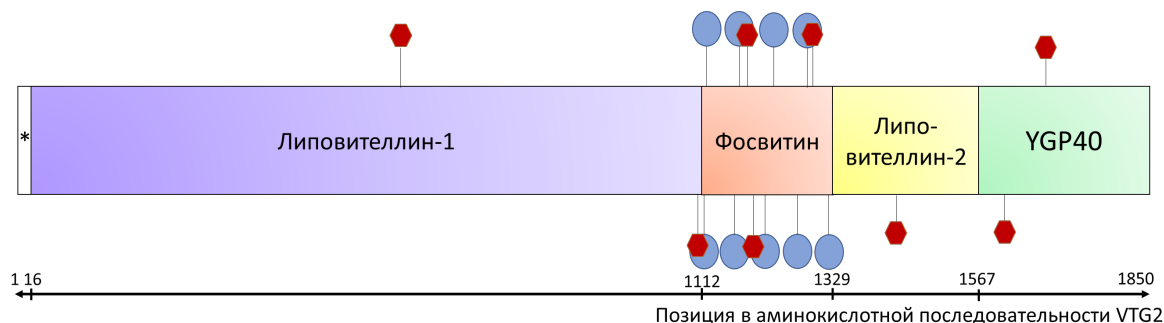 *
Липовителлин-1
Фосвитин
Липо-
вителлин-2
YGP40
1 16
1112
1329
1567
1850
Позиция в аминокислотной последовательности VTG2